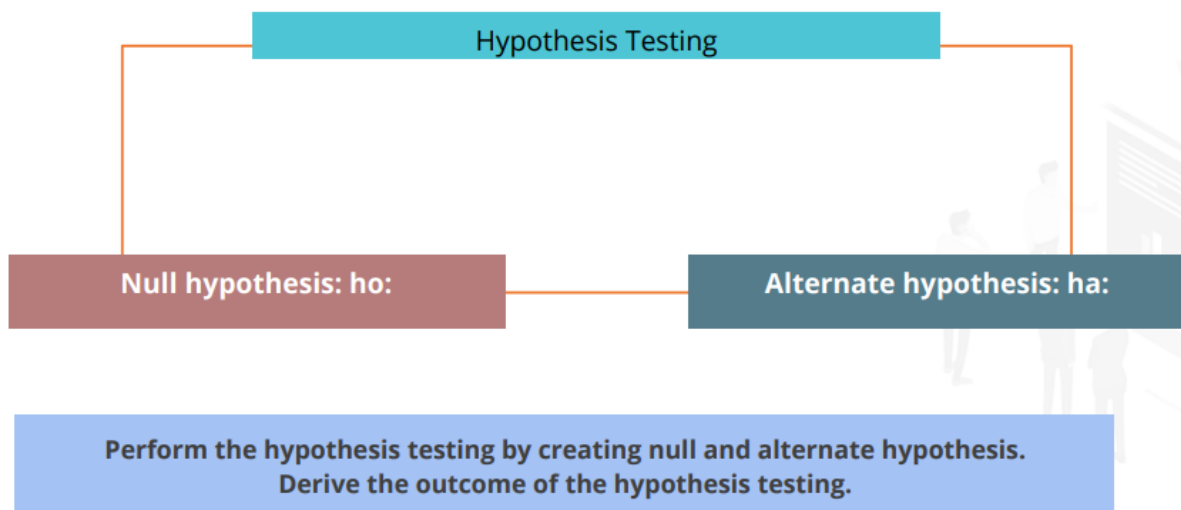 Hypothesis Testing
Null hypothesis: ho:
Alternate hypothesis: ha:
Perform the hypothesis testing by creating null and alternate hypothesis.
Derive the outcome of the hypothesis testing.